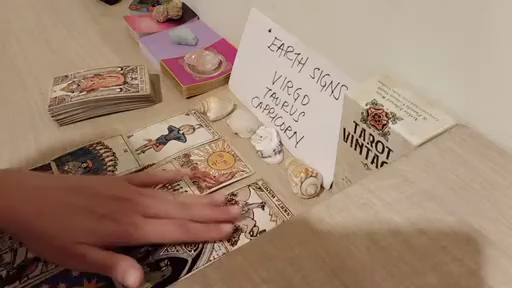 EARTH SIGNS
VIRGO
TAURUS
CAPRICORN
TAROT
VINTAGE